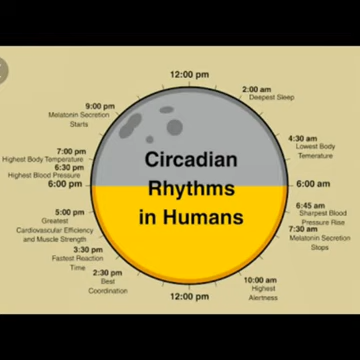 12:00 pm
2:00 am
Deepest Sleep
4:30 am
Lowest Body
Temerature
6:00 am
6:45 am
Sharpest Blood
Pressure Rise
7:30 am
Melatonin Secretion
Stops
10:00 am
Highest
Alertness
12:00 pm
2:30 pm
Best
Coordination
3:30 pm
Fastest Reaction
Time
5:00 pm
Greatest
Cardiovascular Efficiency
and Muscle Strength
6:00 pm
6:30 pm
Highest Blood Pressure
7:00 pm
Highest Body Temperature
9:00 pm
Melatonin Secretion
Starts
Circadian
Rhythms
in Humans